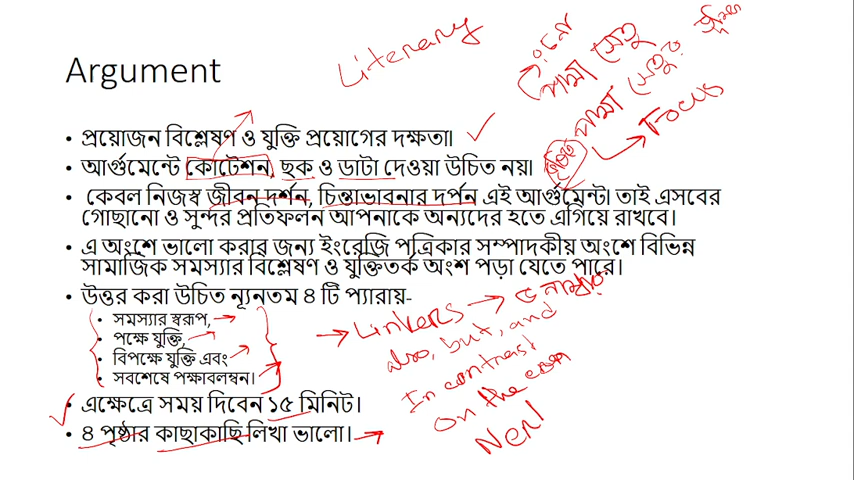 Argument
Literary
পদ্মা সেতু
পদ্মা সেতুর
Focus
• প্রয়োজন বিশ্লেষণ ও যুক্তি প্রয়োগের দক্ষতা।
• আর্গুমেন্টে কোটেশন, ছক ও ডাটা দেওয়া উচিত নয়।
• কেবল নিজস্ব জীবন দর্শন, চিন্তাভাবনার দর্পন এই আর্গুমেন্ট। তাই এসবের
গোছানো ও সুন্দর প্রতিফলন আপনাকে অন্যদের হতে এগিয়ে রাখবে।
• এ অংশে ভালো করার জন্য ইংরেজি পত্রিকার সম্পাদকীয় অংশে বিভিন্ন
সামাজিক সমস্যার বিশ্লেষণ ও যুক্তিতর্ক অংশ পড়া যেতে পারে।
• উত্তর করা উচিত ন্যূনতম ৪ টি প্যারায়-
• সমস্যার স্বরূপ,
• পক্ষে যুক্তি,
• বিপক্ষে যুক্তি এবং
• সবশেষে পক্ষাবলম্বন।
Linkers
also, but, and
In contrast
On the
• এক্ষেত্রে সময় দিবেন ১৫ মিনিট।
• ৪ পৃষ্ঠার কাছাকাছি লিখা ভালো।